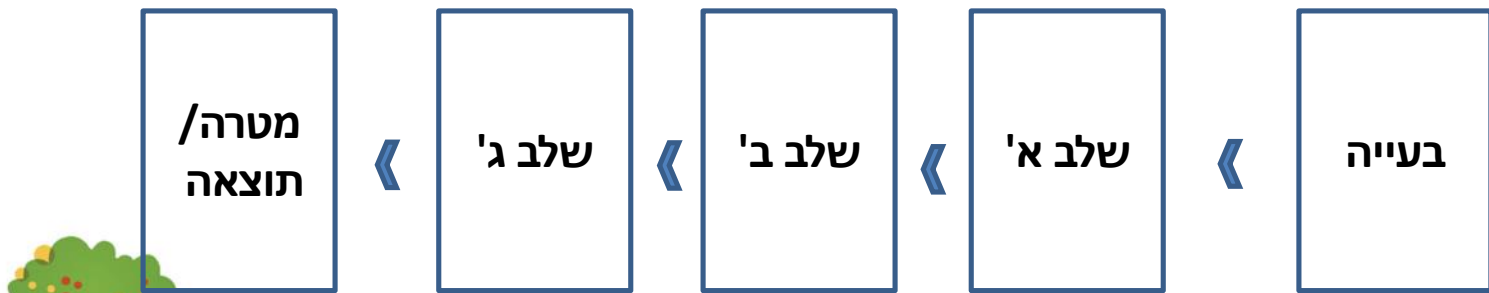 בעייה
שלב א'
שלב ב'
שלב ג'
מטרה/
תוצאה